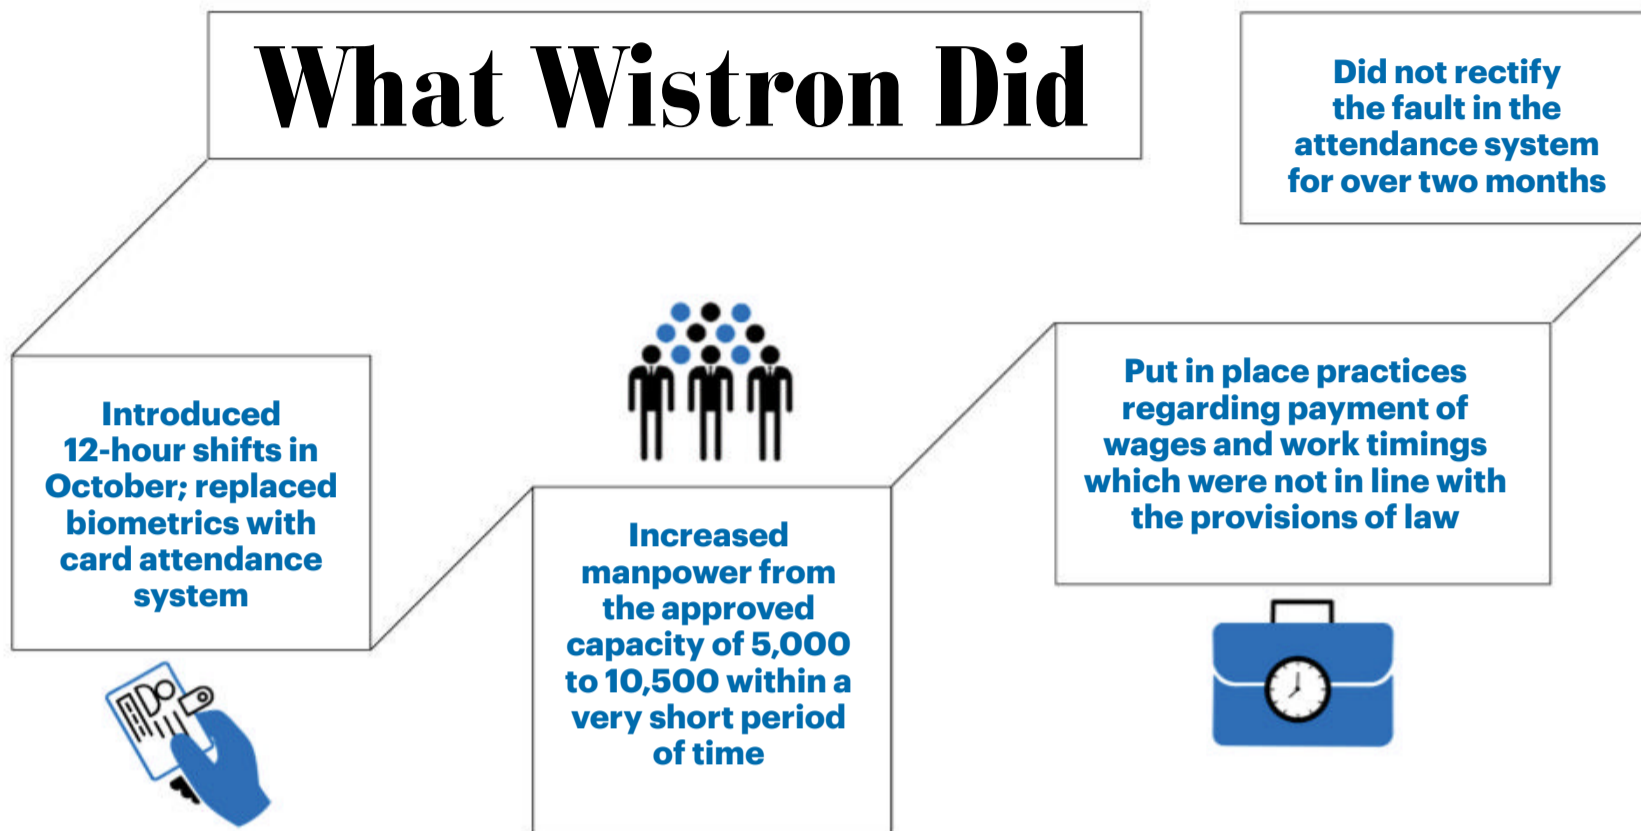 What Wistron Did
Introduced
12-hour shifts in
October; replaced
biometrics with
card attendance
system
Increased
manpower from
the approved
capacity of 5,000
to 10,500 within a
very short period
of time
Put in place practices
regarding payment of
wages and work timings
which were not in line with
the provisions of law
Did not rectify
the fault in the
attendance system
for over two months